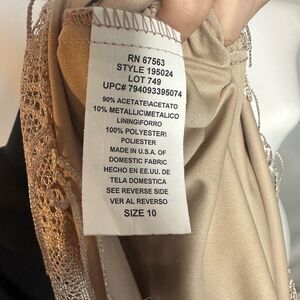 RN 67563
STYLE 195024
LOT 749
UPC# 794093395074
90% ACETATE\ACETATO
10% METALLIC\METALICO
LINING\FORRO
100% POLYESTER\
POLIESTER
MADE IN U.S.A. OF
DOMESTIC FABRIC
HECHO EN EE.UU. DE
TELA DOMESTICA
SEE REVERSE SIDE
VER AL REVERSO
SIZE 10